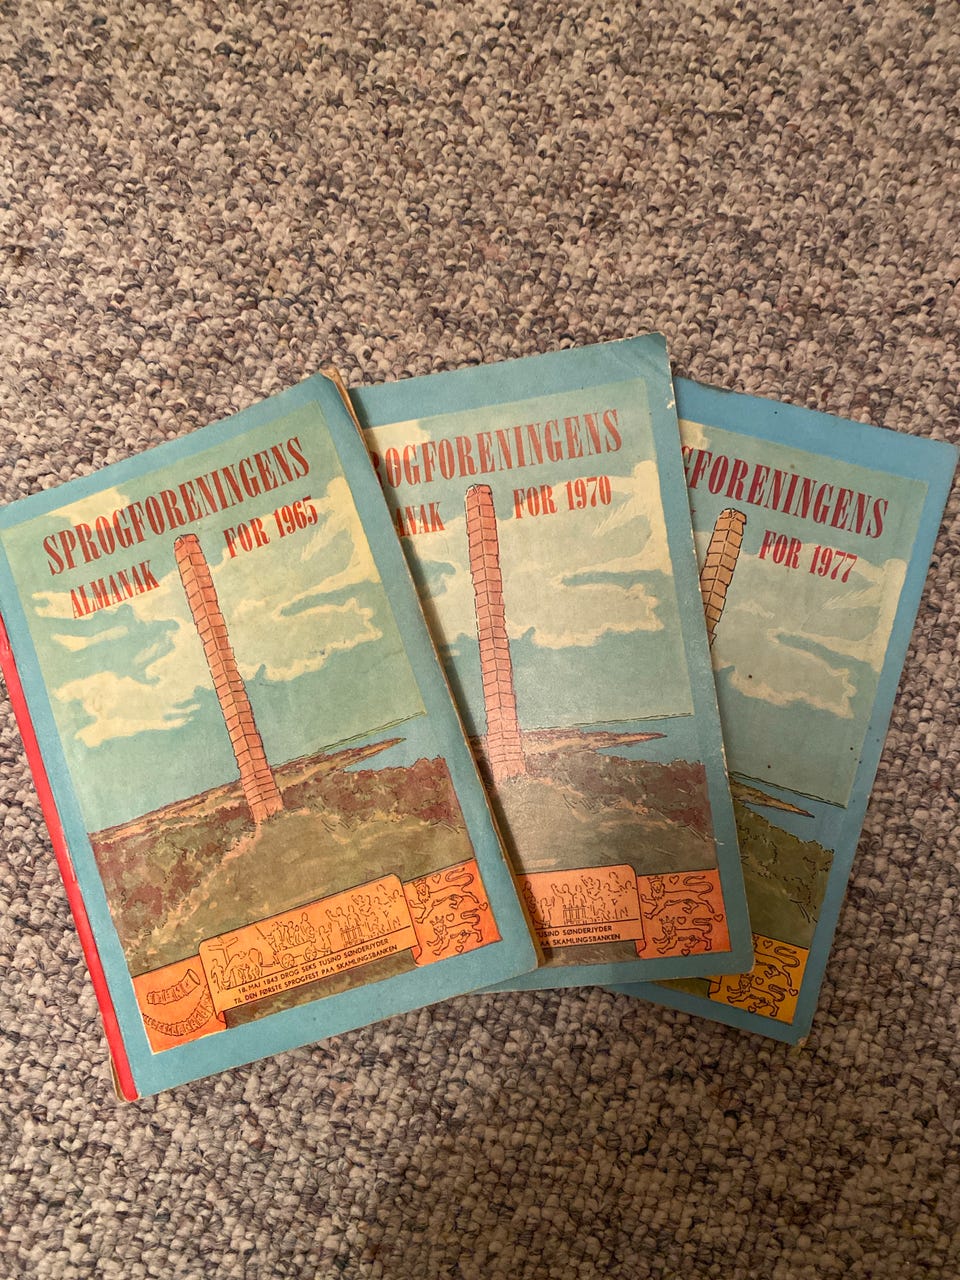 SPROGFORENINGENS
ALMANAK FOR 1965
18. MAJ 1843 DROG SEKS TUSIND SØNDERJYDER
TIL DEN FØRSTE SPROGFEST PAA SKAMLINGSBANKEN
ROGFORENINGENS
ANAK FOR 1970
TUSIND SØNDERJYDER
PAA SKAMLINGSBANKEN
GFORENINGENS
FOR 1977